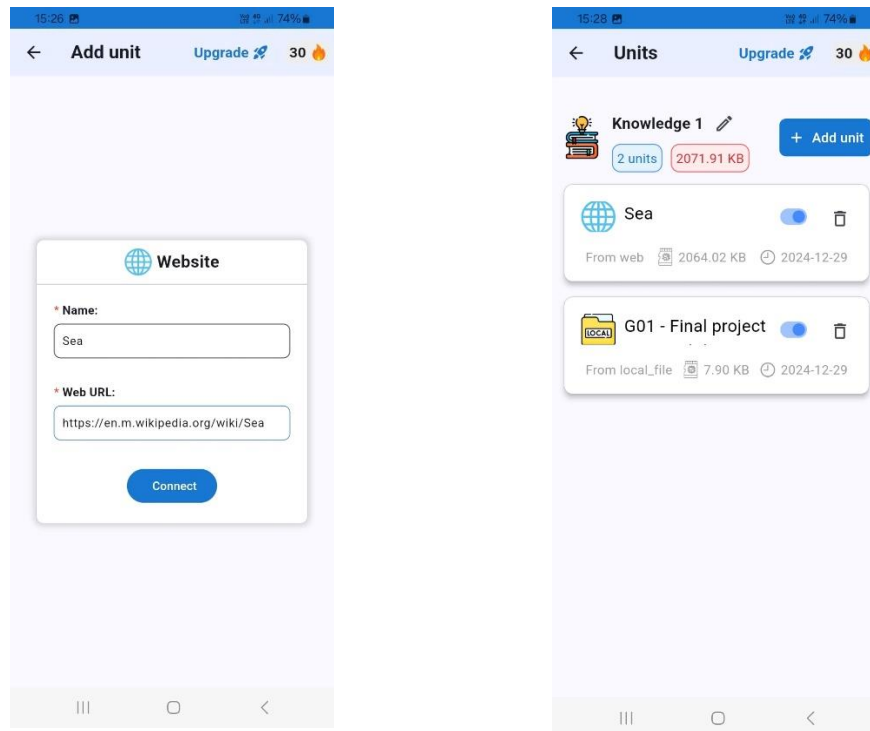 15:26 74%
Add unit Upgrade 30
Website
* Name:
Sea
* Web URL:
https://en.m.wikipedia.org/wiki/Sea
Connect
15:28 74%
Units Upgrade 30
Knowledge 1
+ Add unit
2 units 2071.91 KB
Sea
From web 2064.02 KB 2024-12-29
LOCAL G01 - Final project
From local_file 7.90 KB 2024-12-29